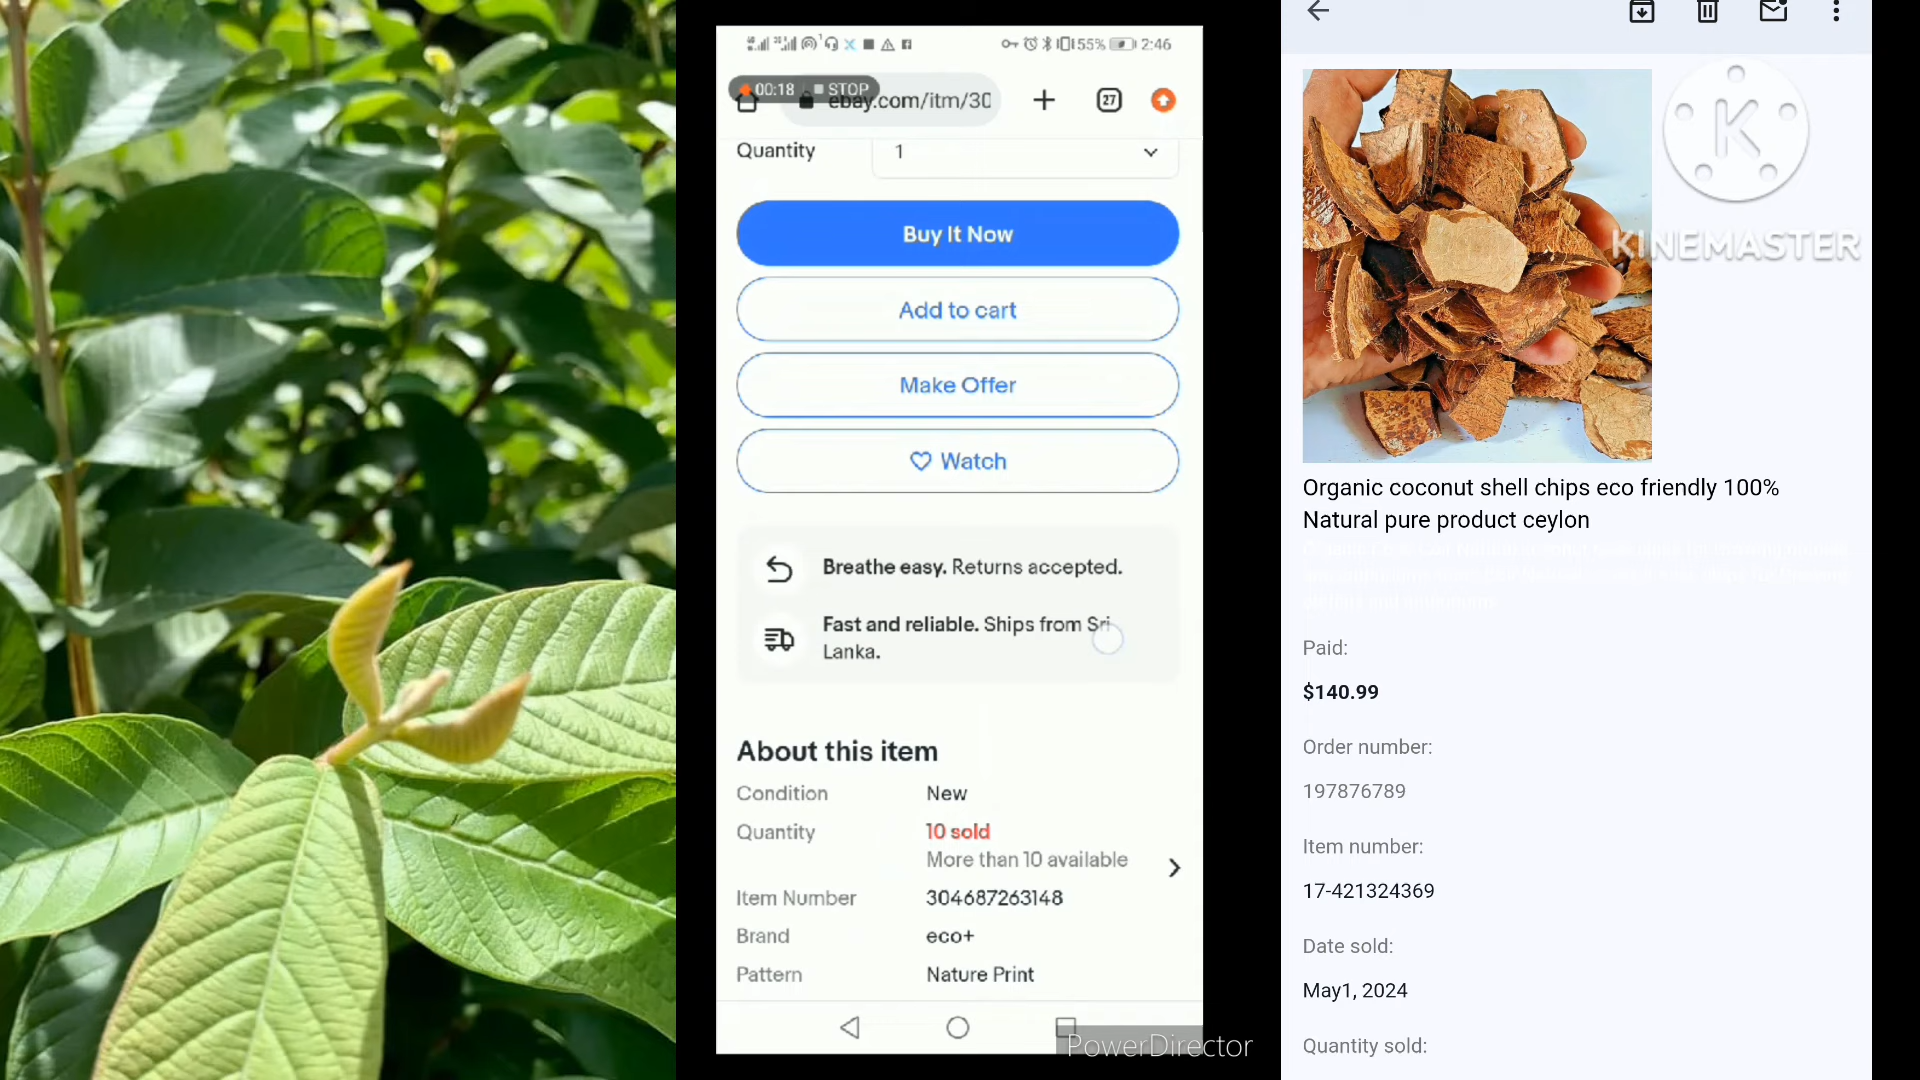 55% 2:46
00:18 STOP
ebay.com/itm/30
27
Quantity 1
Buy It Now
Add to cart
Make Offer
Watch
Breathe easy. Returns accepted.
Fast and reliable. Ships from Sri
Lanka.
About this item
Condition New
Quantity 10 sold
More than 10 available
Item Number 304687263148
Brand eco+
Pattern Nature Print
PowerDirector
K
KINEMASTER
Organic coconut shell chips eco friendly 100%
Natural pure product ceylon
Paid:
$140.99
Order number:
197876789
Item number:
17-421324369
Date sold:
May1, 2024
Quantity sold: